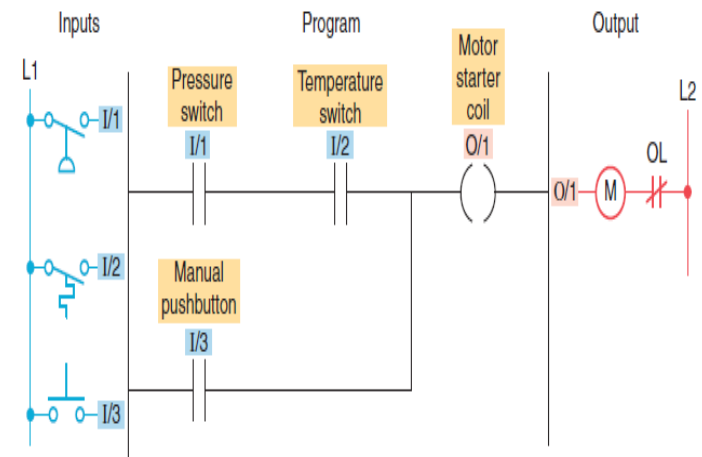 Inputs
Program
Output
L1
Pressure
switch
I/1
Temperature
switch
I/2
Motor
starter
coil
O/1
L2
I/1
OL
O/1
M
I/2
Manual
pushbutton
I/3
I/3